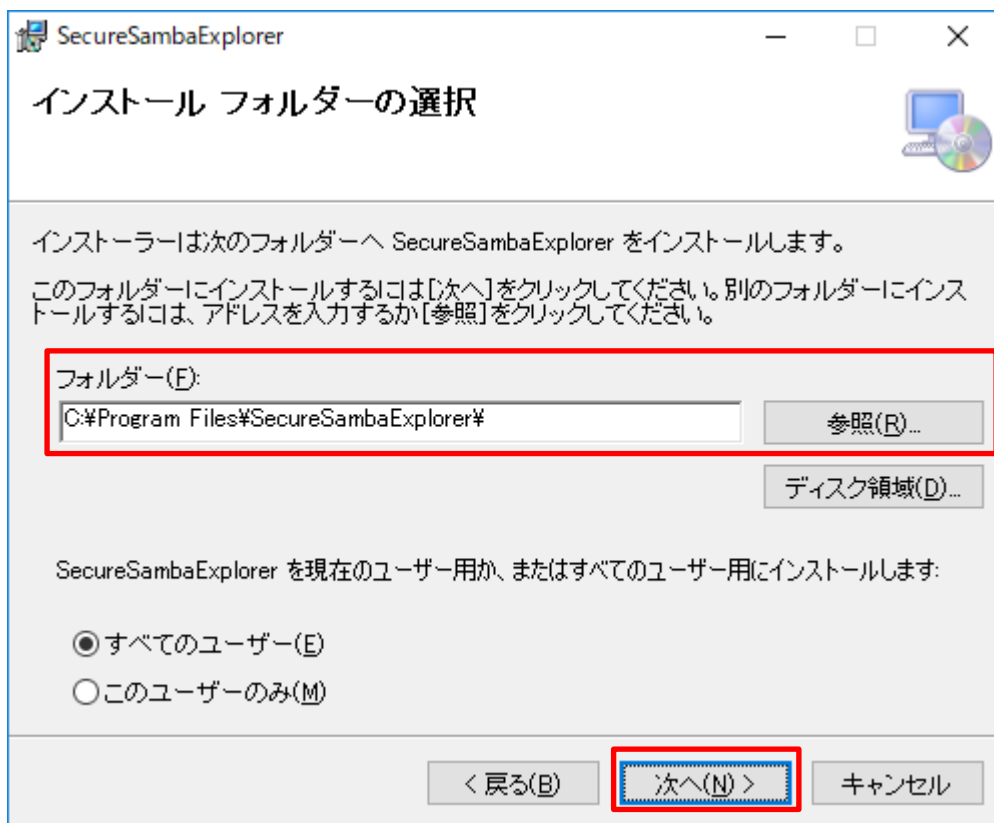 SecureSambaExplorer
インストール フォルダーの選択
インストーラーは次のフォルダーへ SecureSambaExplorer をインストールします。
このフォルダーにインストールするには[次へ]をクリックしてください。別のフォルダーにインス
トールするには、アドレスを入力するか[参照]をクリックしてください。
フォルダー(F):
C:¥Program Files¥SecureSambaExplorer¥
参照(R)...
ディスク領域(D)...
SecureSambaExplorer を現在のユーザー用か、またはすべてのユーザー用にインストールします:
すべてのユーザー(E)
このユーザーのみ(M)
< 戻る(B)
次へ(N) >
キャンセル